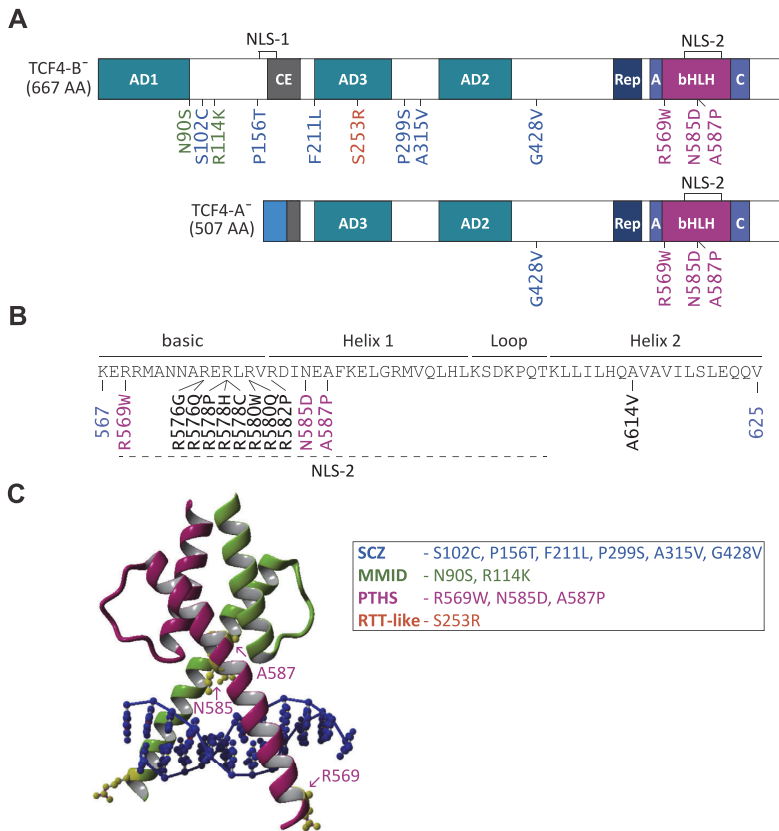 A
NLS-1
NLS-2
TCF4-B⁻
(667 AA)
AD1
CE
AD3
AD2
Rep
A
bHLH
C
N90S
S102C
R114K
P156T
F211L
S253R
P299S
A315V
G428V
R569W
N585D
A587P
NLS-2
TCF4-A⁻
(507 AA)
AD3
AD2
Rep
A
bHLH
C
G428V
R569W
N585D
A587P
B
basic
Helix 1
Loop
Helix 2
KERRMANNARERLRVRDINEAFKELGRMVQLHLKSDKPQTKLLILHQAVAVILSLEQQV
567
R569W
R576G
R576Q
R578P
R578H
R578C
R580W
R580Q
R582P
N585D
A587P
A614V
625
NLS-2
C
SCZ - S102C, P156T, F211L, P299S, A315V, G428V
MMID - N90S, R114K
PTHS - R569W, N585D, A587P
RTT-like - S253R
A587
N585
R569